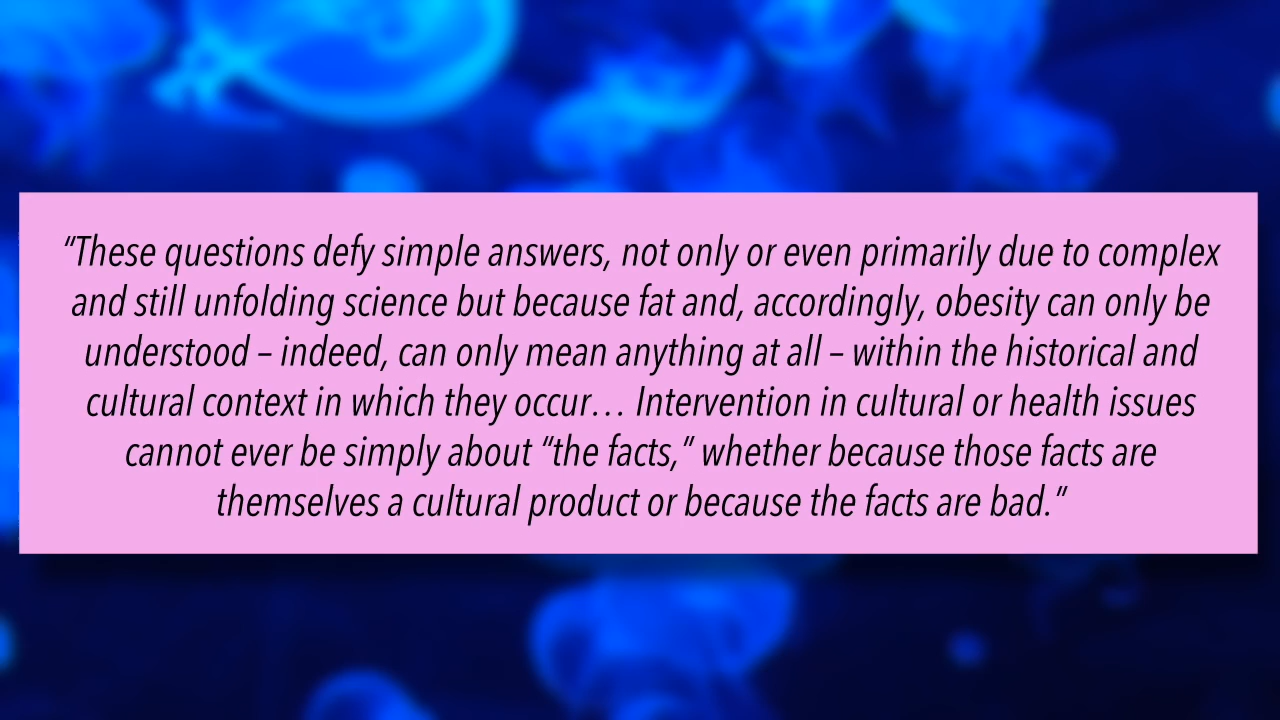 “These questions defy simple answers, not only or even primarily due to complex
and still unfolding science but because fat and, accordingly, obesity can only be
understood – indeed, can only mean anything at all – within the historical and
cultural context in which they occur… Intervention in cultural or health issues
cannot ever be simply about “the facts,” whether because those facts are
themselves a cultural product or because the facts are bad.”